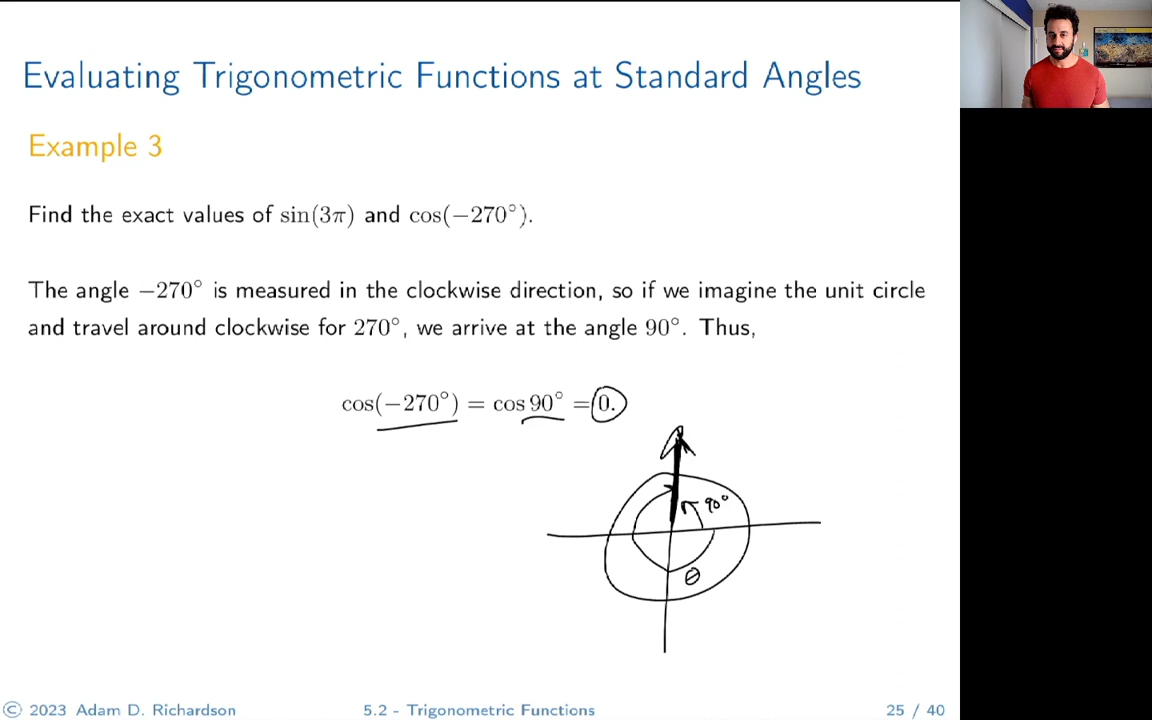 Evaluating Trigonometric Functions at Standard Angles
Example 3
Find the exact values of sin(3π) and cos(−270°).
The angle −270° is measured in the clockwise direction, so if we imagine the unit circle
and travel around clockwise for 270°, we arrive at the angle 90°. Thus,
cos(−270°) = cos 90° = 0.
90°
θ
© 2023 Adam D. Richardson 5.2 - Trigonometric Functions 25 / 40